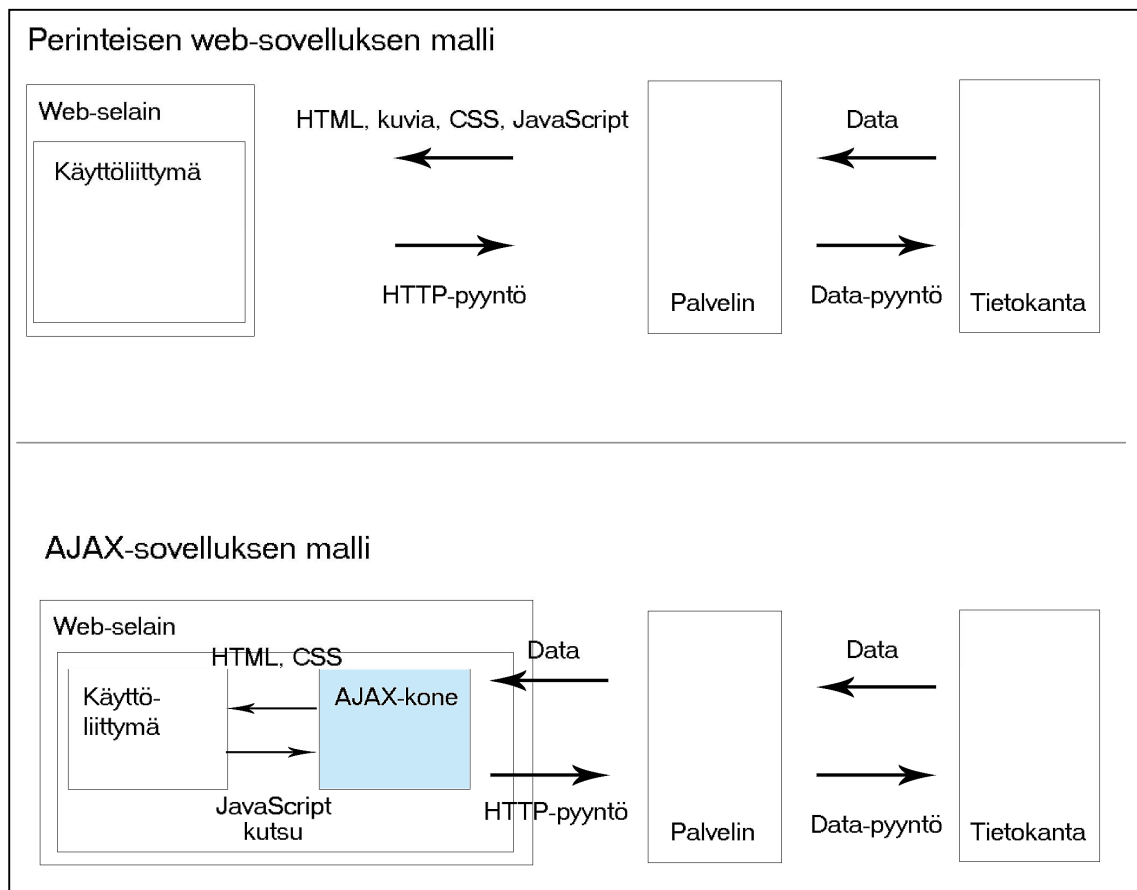 Perinteisen web-sovelluksen malli
Web-selain
Käyttöliittymä
HTML, kuvia, CSS, JavaScript
HTTP-pyyntö
Palvelin
Data
Data-pyyntö
Tietokanta
AJAX-sovelluksen malli
Web-selain
HTML, CSS
Käyttö-
liittymä
AJAX-kone
JavaScript
kutsu
Data
HTTP-pyyntö
Palvelin
Data
Data-pyyntö
Tietokanta